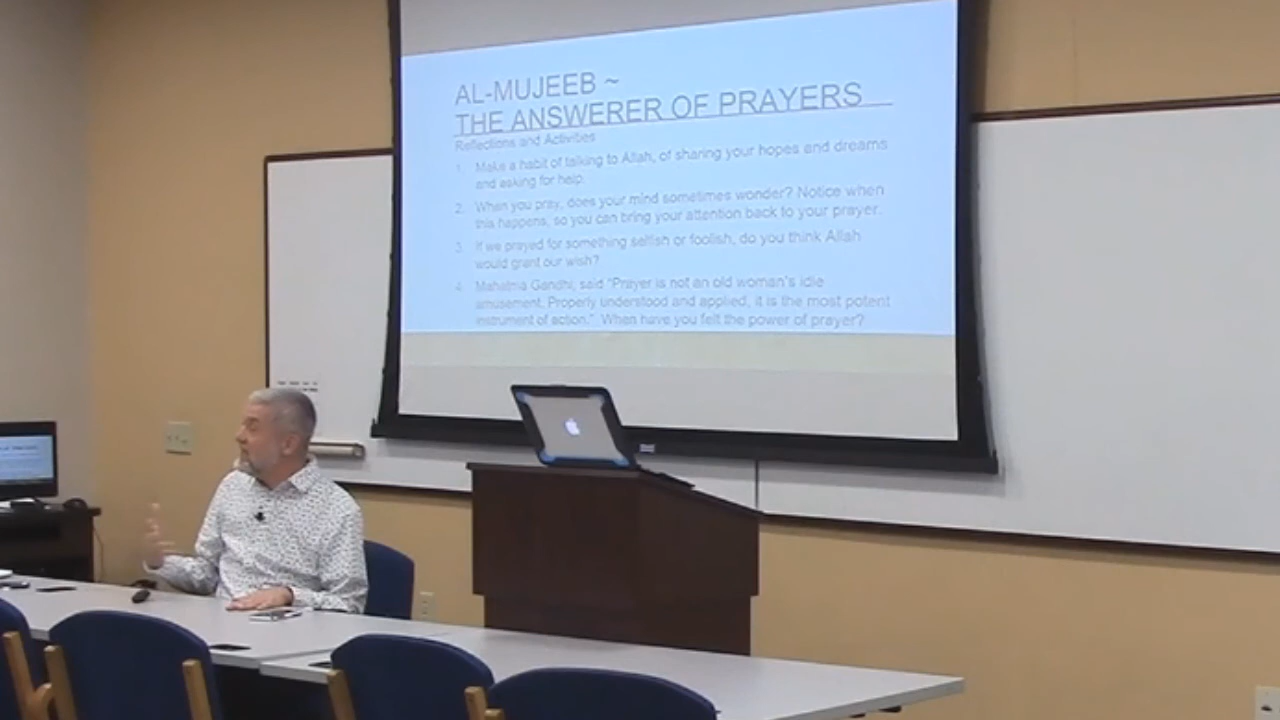 AL-MUJEEB ~
THE ANSWERER OF PRAYERS
Reflections and Activities
1. Make a habit of talking to Allah, of sharing your hopes and dreams
and asking for help.
2. When you pray, does your mind sometimes wonder? Notice when
this happens, so you can bring your attention back to your prayer.
3. If we prayed for something selfish or foolish, do you think Allah
would grant our wish?
4. Mahatma Gandhi, said "Prayer is not an old woman's idle
amusement. Properly understood and applied, it is the most potent
instrument of action." When have you felt the power of prayer?